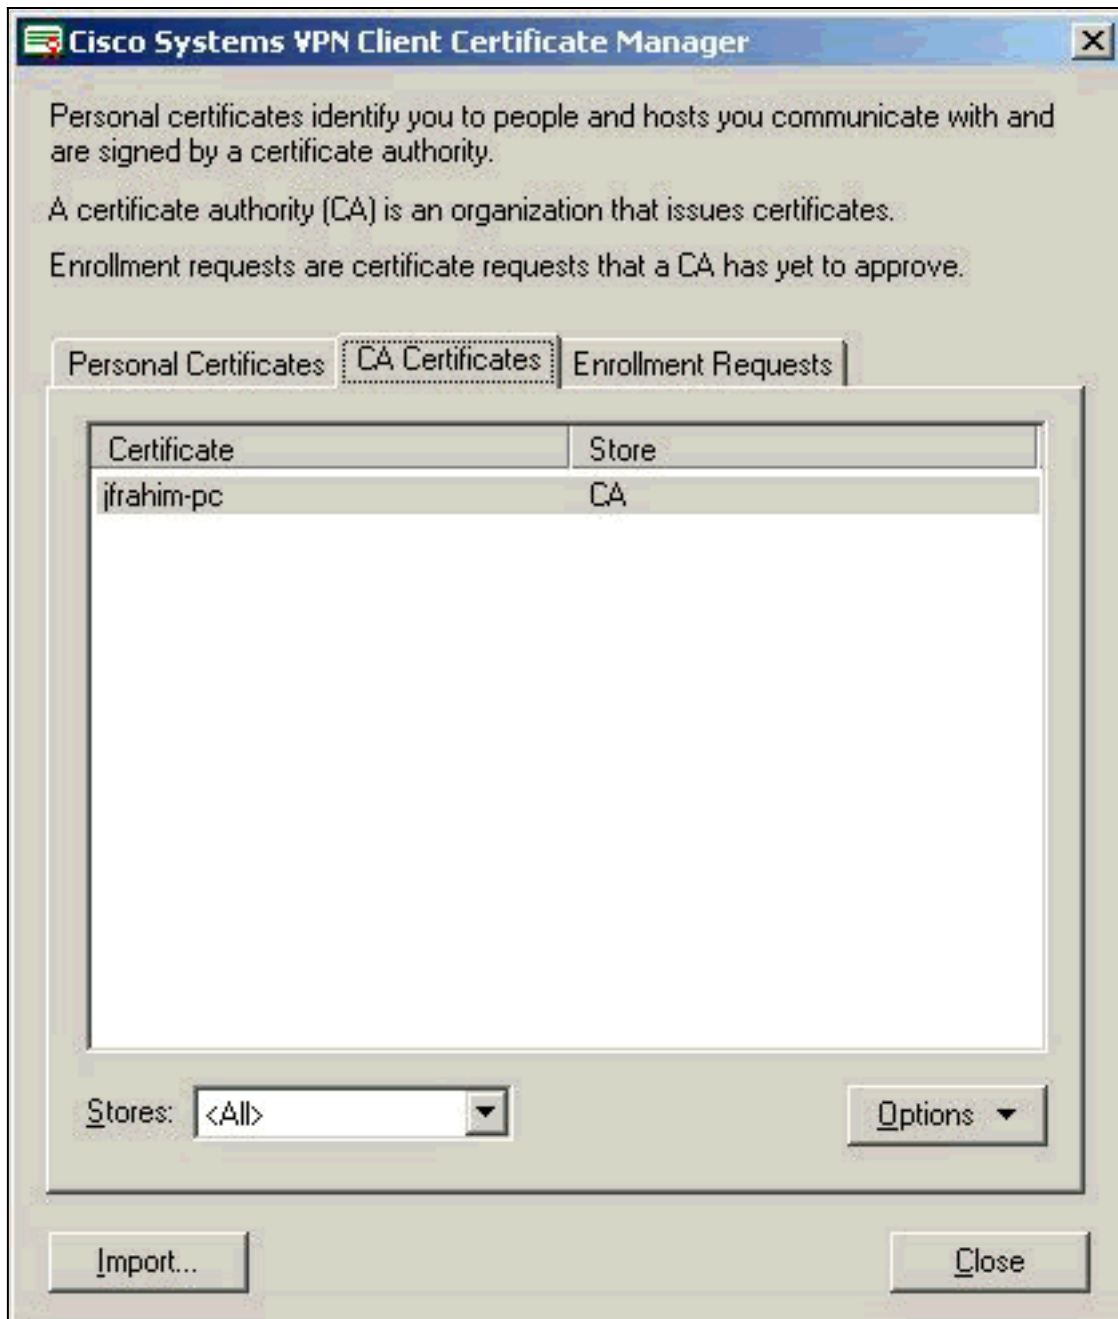 Cisco Systems VPN Client Certificate Manager
Personal certificates identify you to people and hosts you communicate with and
are signed by a certificate authority.
A certificate authority (CA) is an organization that issues certificates.
Enrollment requests are certificate requests that a CA has yet to approve.
Personal Certificates CA Certificates Enrollment Requests
Certificate Store
jfrahim-pc CA
Stores: <All> Options
Import... Close